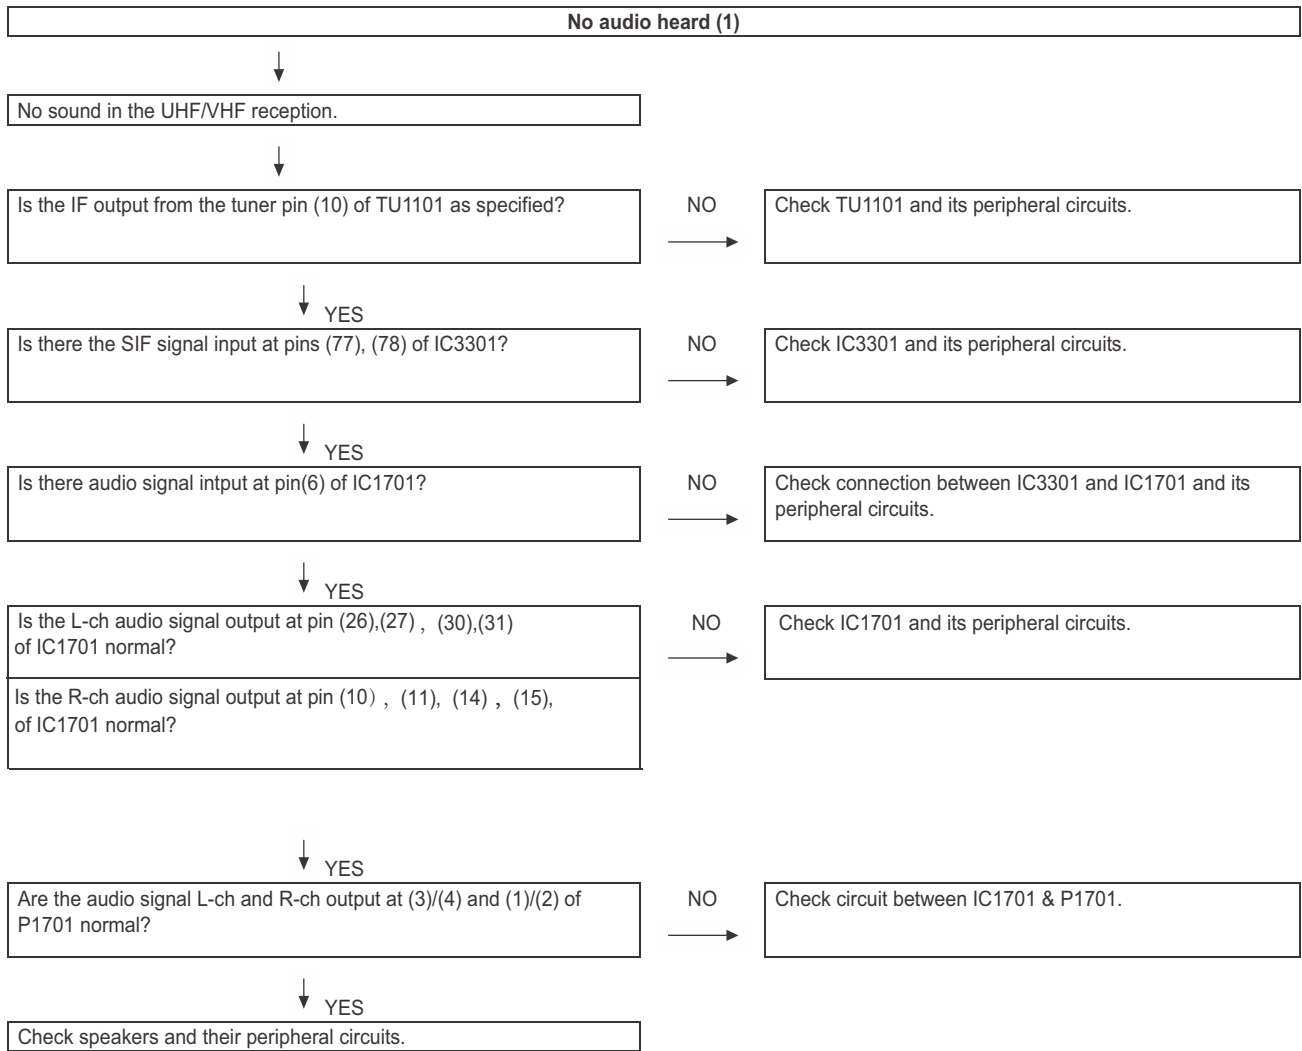 No audio heard (1)
No sound in the UHF/VHF reception.
Is the IF output from the tuner pin (10) of TU1101 as specified?
NO
Check TU1101 and its peripheral circuits.
YES
Is there the SIF signal input at pins (77), (78) of IC3301?
NO
Check IC3301 and its peripheral circuits.
YES
Is there audio signal intput at pin(6) of IC1701?
NO
Check connection between IC3301 and IC1701 and its
peripheral circuits.
YES
Is the L-ch audio signal output at pin (26),(27) , (30),(31)
of IC1701 normal?
NO
Check IC1701 and its peripheral circuits.
Is the R-ch audio signal output at pin (10) , (11), (14) , (15),
of IC1701 normal?
YES
Are the audio signal L-ch and R-ch output at (3)/(4) and (1)/(2) of
P1701 normal?
NO
Check circuit between IC1701 & P1701.
YES
Check speakers and their peripheral circuits.